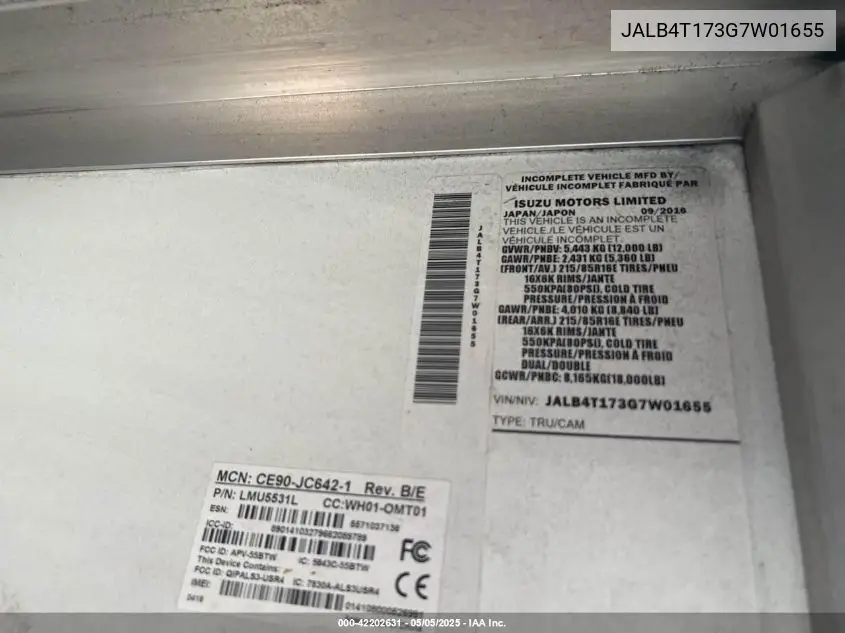 JALB4T173G7W01655
INCOMPLETE VEHICLE MFD BY/
VÉHICULE INCOMPLET FABRIQUÉ PAR
ISUZU MOTORS LIMITED
JAPAN/JAPON 09/2016
THIS VEHICLE IS AN INCOMPLETE
VEHICLE./LE VÉHICULE EST UN
VÉHICULE INCOMPLET.
GVWR/PNBV: 5,443 KG (12,000 LB)
GAWR/PNBE: 2,431 KG (5,360 LB)
(FRONT/AV.) 215/85R16E TIRES/PNEU
16X6K RIMS/JANTE
550KPA(80PSI), COLD TIRE
PRESSURE/PRESSION À FROID
GAWR/PNBE: 4,010 KG (8,840 LB)
(REAR/ARR.) 215/85R16E TIRES/PNEU
16X6K RIMS/JANTE
550KPA(80PSI), COLD TIRE
PRESSURE/PRESSION À FROID
DUAL/DOUBLE
GCWR/PNBC: 8,165KG(18,000LB)
VIN/NIV: JALB4T173G7W01655
TYPE: TRU/CAM
JALB4T173G7W01655
MCN: CE90-JC642-1 Rev. B/E
P/N: LMU5531L CC:WH01-OMT01
ESN: 5571037136
ICC-ID: 89014103279662089789
FCC ID: APV-55BTW IC: 5843C-55BTW
This Device Contains:
FCC ID: QIPALS3-USR4 IC: 7830A-ALS3USR4
IMEI:
0416
FC
CE
000-42202631 - 05/05/2025 - IAA Inc.